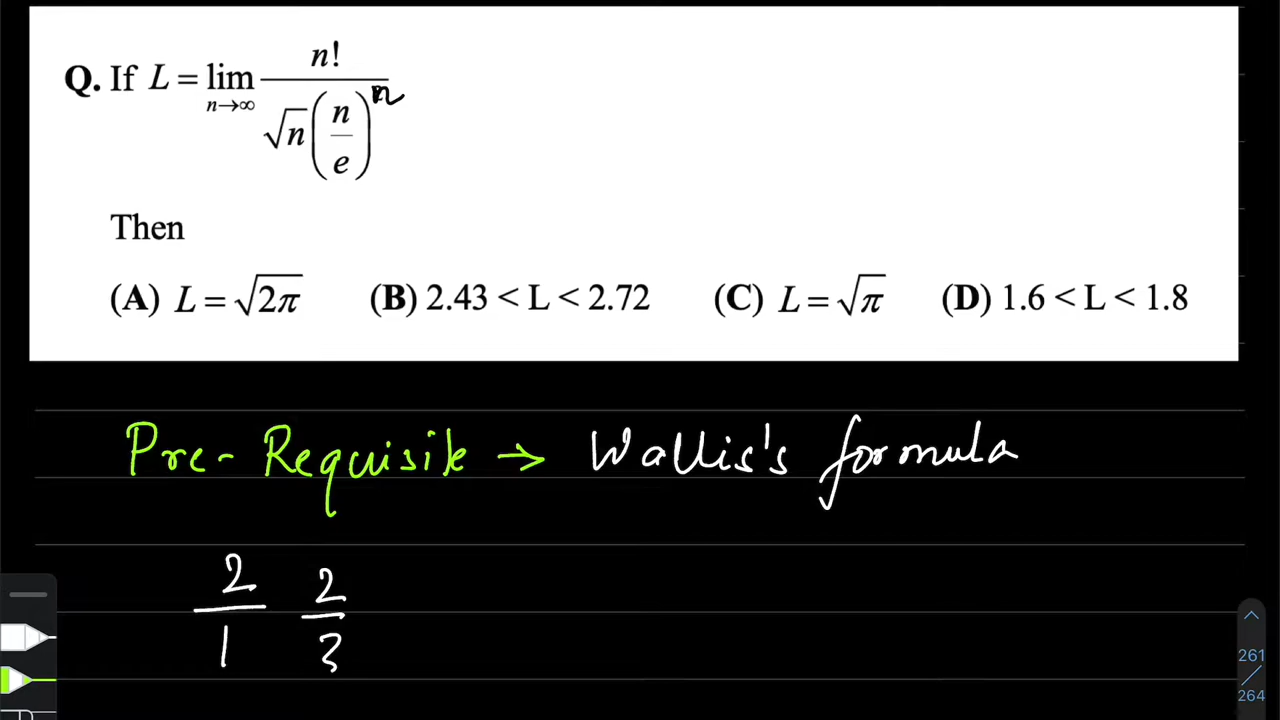 Q. If L = lim n→∞ n! / √n (n/e)^n
Then
(A) L = √2π (B) 2.43 < L < 2.72 (C) L = √π (D) 1.6 < L < 1.8
Pre-Requisite → Wallis's formula
2/1 2/3
261
264